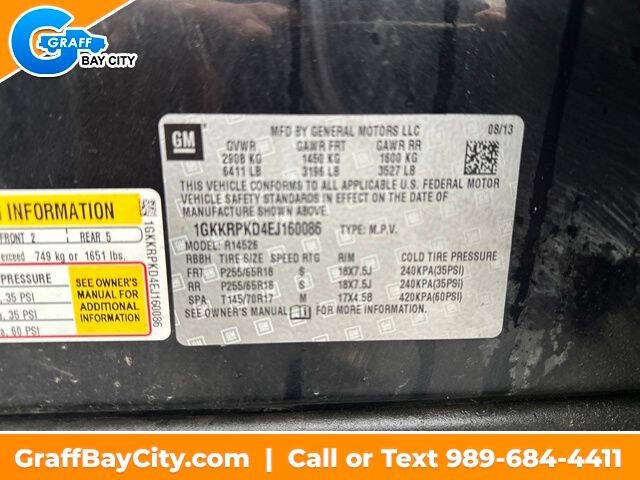 GRAFF
BAY CITY
GM
MFD BY GENERAL MOTORS LLC 08/13
GVWR GAWR FRT GAWR RR
2908 KG 1450 KG 1600 KG
6411 LB 3196 LB 3527 LB
THIS VEHICLE CONFORMS TO ALL APPLICABLE U.S. FEDERAL MOTOR
VEHICLE SAFETY STANDARDS IN EFFECT ON THE DATE OF
MANUFACTURE SHOWN ABOVE.
1GKKRPKD4EJ160086 TYPE: M.P.V.
MODEL: R14526
RBBH TIRE SIZE SPEED RTG RIM COLD TIRE PRESSURE
FRT P255/65R18 S 18X7.5J 240KPA(35PSI)
RR P255/65R18 S 18X7.5J 240KPA(35PSI)
SPA T145/70R17 M 17X4.5B 420KPA(60PSI)
SEE OWNER'S MANUAL FOR MORE INFORMATION.
INFORMATION
FRONT 2 REAR 5
exceed 749 kg or 1651 lbs.
PRESSURE
35 PSI
35 PSI
60 PSI
SEE OWNER'S
MANUAL FOR
ADDITIONAL
INFORMATION
1GKKRPKD4EJ160086
GraffBayCity.com | Call or Text 989-684-4411